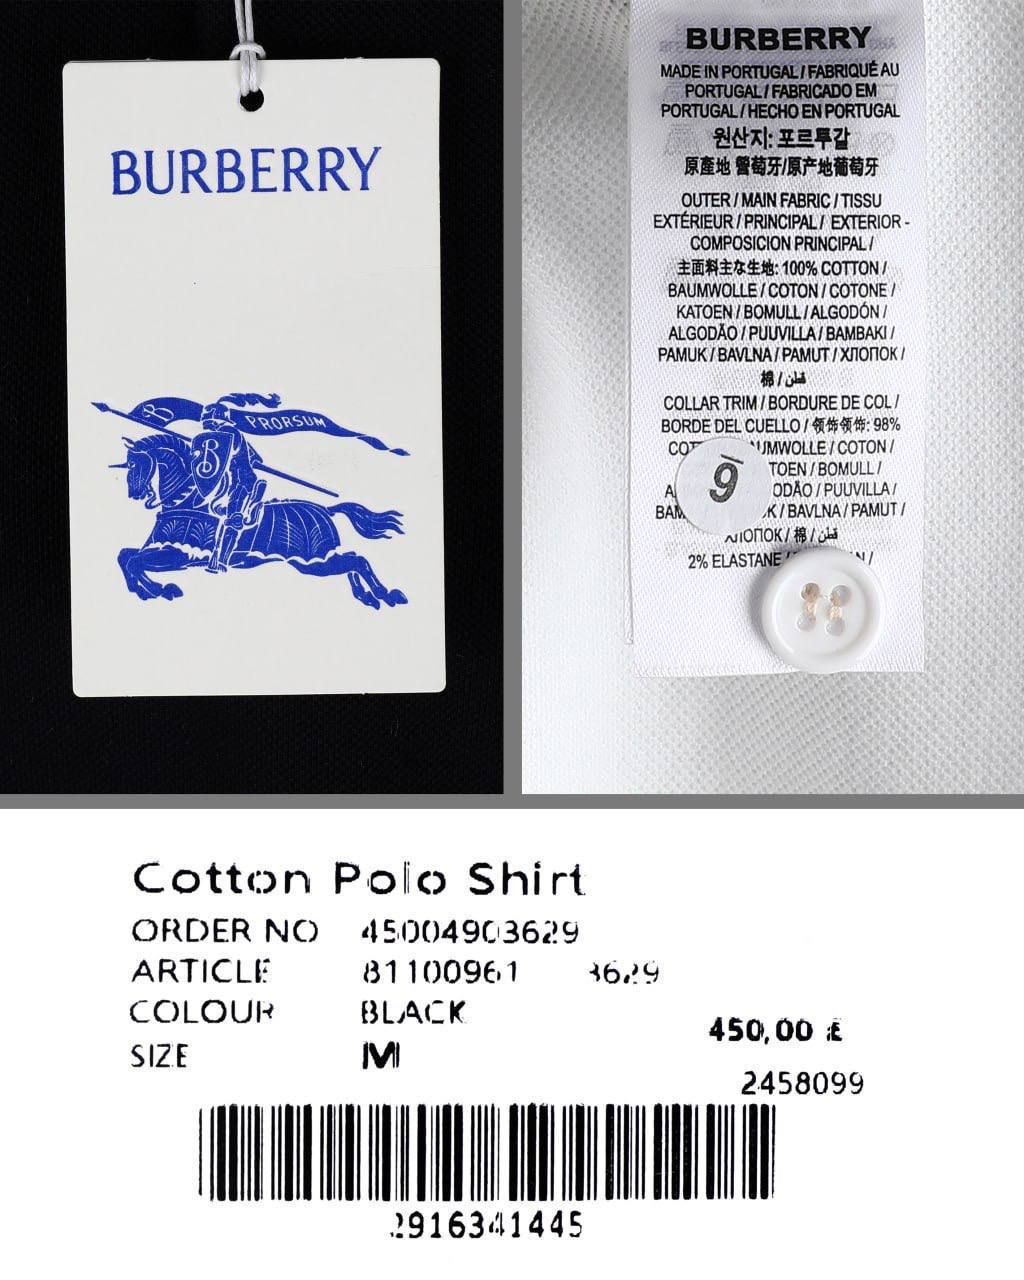 BURBERRY
B PRORSUM
B
BURBERRY
MADE IN PORTUGAL / FABRIQUÉ AU
PORTUGAL / FABRICADO EM
PORTUGAL / HECHO EN PORTUGAL
원산지: 포르투갈
原產地 葡萄牙/原产地葡萄牙
OUTER / MAIN FABRIC / TISSU
EXTÉRIEUR / PRINCIPAL / EXTERIOR -
COMPOSICION PRINCIPAL /
主面料主な生地: 100% COTTON /
BAUMWOLLE / COTON / COTONE /
KATOEN / BOMULL / ALGODÓN /
ALGODÃO / PUUVILLA / BAMBAKI /
PAMUK / BAVLNA / PAMUT / ХЛОПОК /
棉 / قطن
COLLAR TRIM / BORDURE DE COL /
BORDE DEL CUELLO / 领饰领饰: 98%
COTON /
BOMULL /
PUUVILLA /
/ BAVLNA / PAMUT /
ХЛОПОК / 棉 / قطن
2% ELASTANE
9
Cotton Polo Shirt
ORDER NO 45004903629
ARTICLE 81100961 3629
COLOUR BLACK
450,00 £
SIZE M
2458099
2916341445